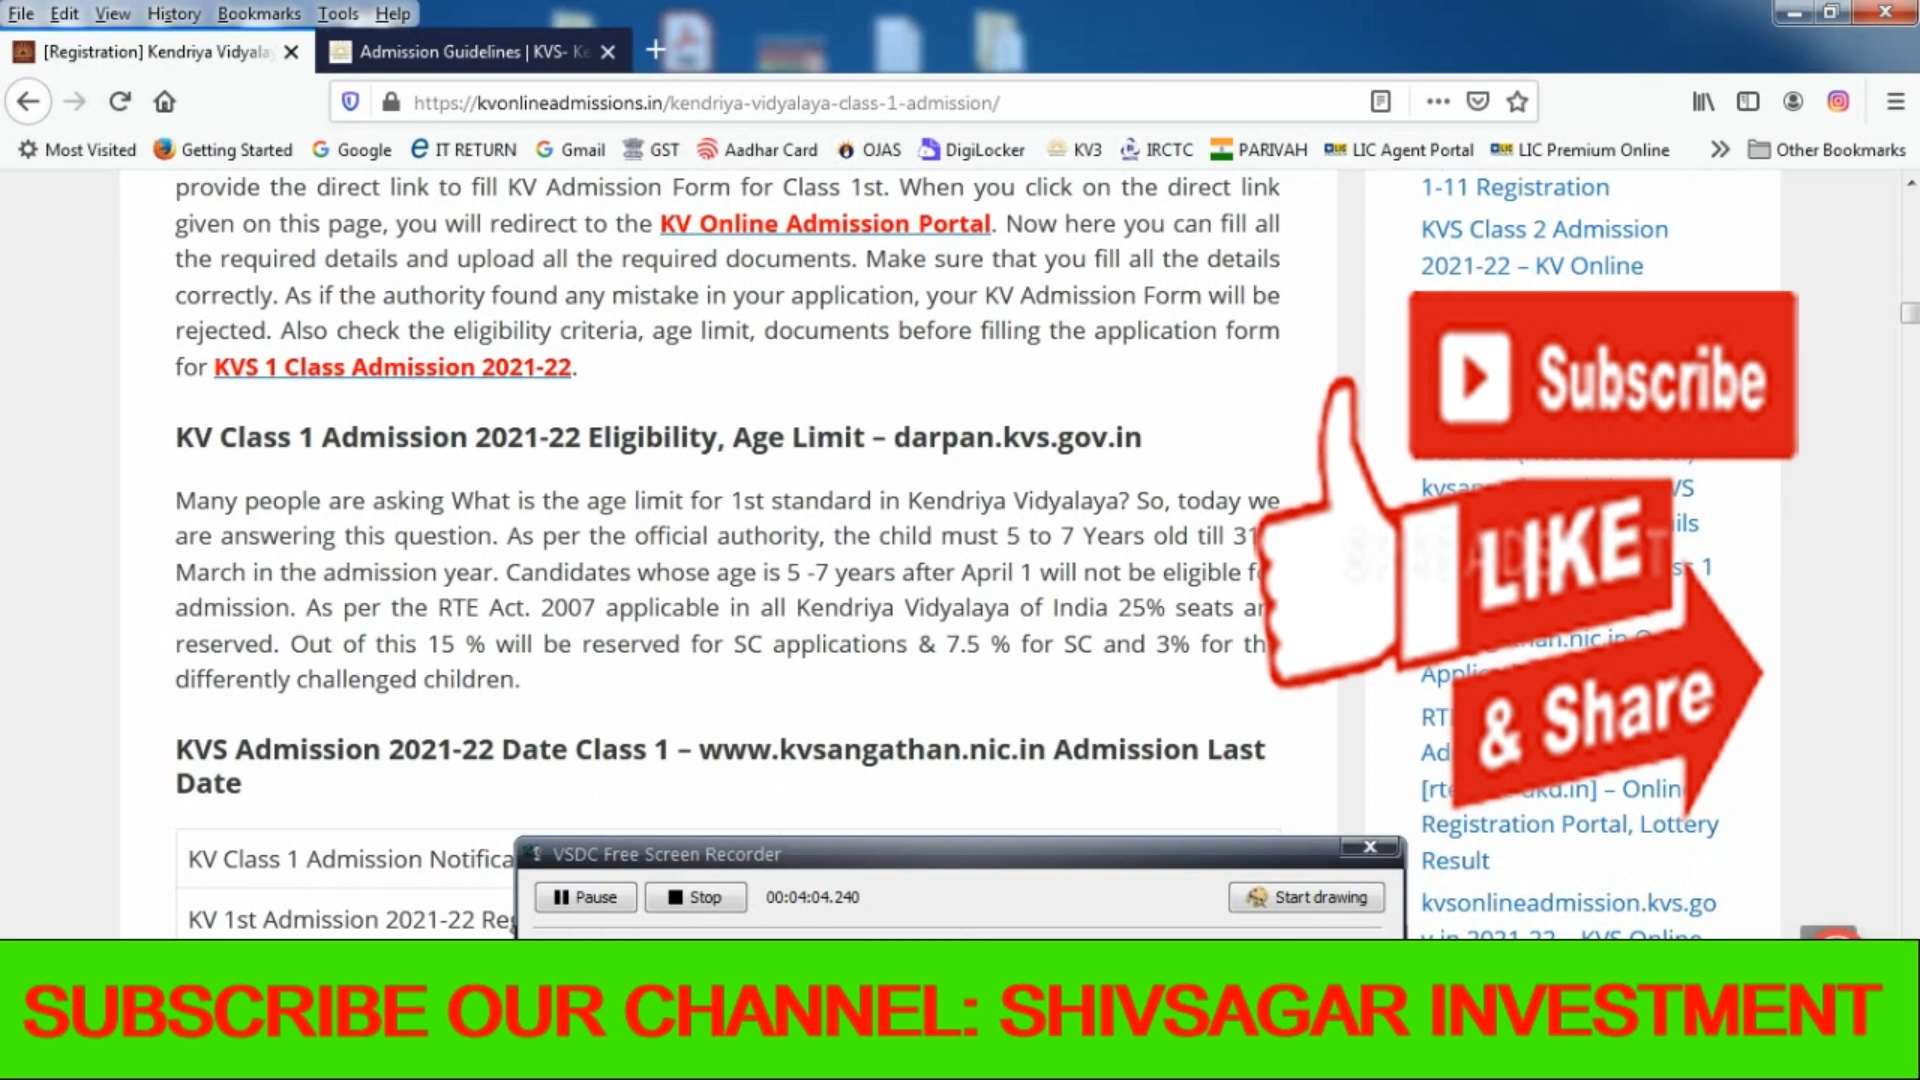 File Edit View History Bookmarks Tools Help
[Registration] Kendriya Vidyala
Admission Guidelines | KVS- Ke
https://kvonlineadmissions.in/kendriya-vidyalaya-class-1-admission/
Most Visited Getting Started Google IT RETURN Gmail GST Aadhar Card OJAS DigiLocker KV3 IRCTC PARIVAH LIC Agent Portal LIC Premium Online Other Bookmarks
provide the direct link to fill KV Admission Form for Class 1st. When you click on the direct link
given on this page, you will redirect to the KV Online Admission Portal. Now here you can fill all
the required details and upload all the required documents. Make sure that you fill all the details
correctly. As if the authority found any mistake in your application, your KV Admission Form will be
rejected. Also check the eligibility criteria, age limit, documents before filling the application form
for KVS 1 Class Admission 2021-22.
KV Class 1 Admission 2021-22 Eligibility, Age Limit – darpan.kvs.gov.in
Many people are asking What is the age limit for 1st standard in Kendriya Vidyalaya? So, today we
are answering this question. As per the official authority, the child must 5 to 7 Years old till 31
March in the admission year. Candidates whose age is 5 -7 years after April 1 will not be eligible f
admission. As per the RTE Act. 2007 applicable in all Kendriya Vidyalaya of India 25% seats ar
reserved. Out of this 15 % will be reserved for SC applications & 7.5 % for SC and 3% for th
differently challenged children.
KVS Admission 2021-22 Date Class 1 – www.kvsangathan.nic.in Admission Last
Date
KV Class 1 Admission Notifica
KV 1st Admission 2021-22 Reg
1-11 Registration
KVS Class 2 Admission
2021-22 – KV Online
Subscribe
LIKE
& Share
RT
Ad
[rte
– Onlin
Registration Portal, Lottery
Result
kvsonlineadmission.kvs.go
v.in 2021-22 – KVS Online
VSDC Free Screen Recorder
Pause Stop 00:04:04.240 Start drawing
SUBSCRIBE OUR CHANNEL: SHIVSAGAR INVESTMENT